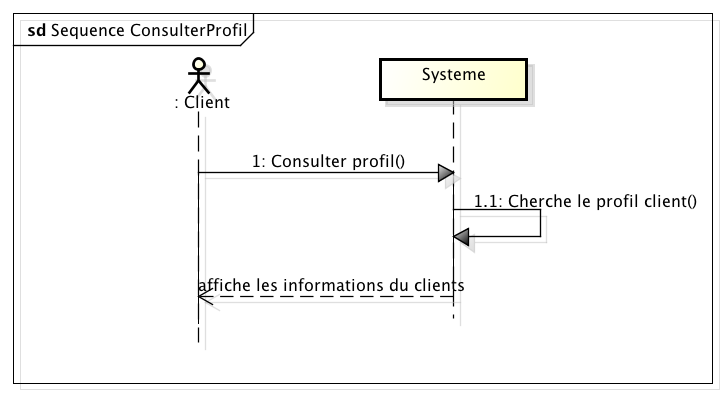 sd Sequence ConsulterProfil
Systeme
: Client
1: Consulter profil()
1.1: Cherche le profil client()
affiche les informations du clients